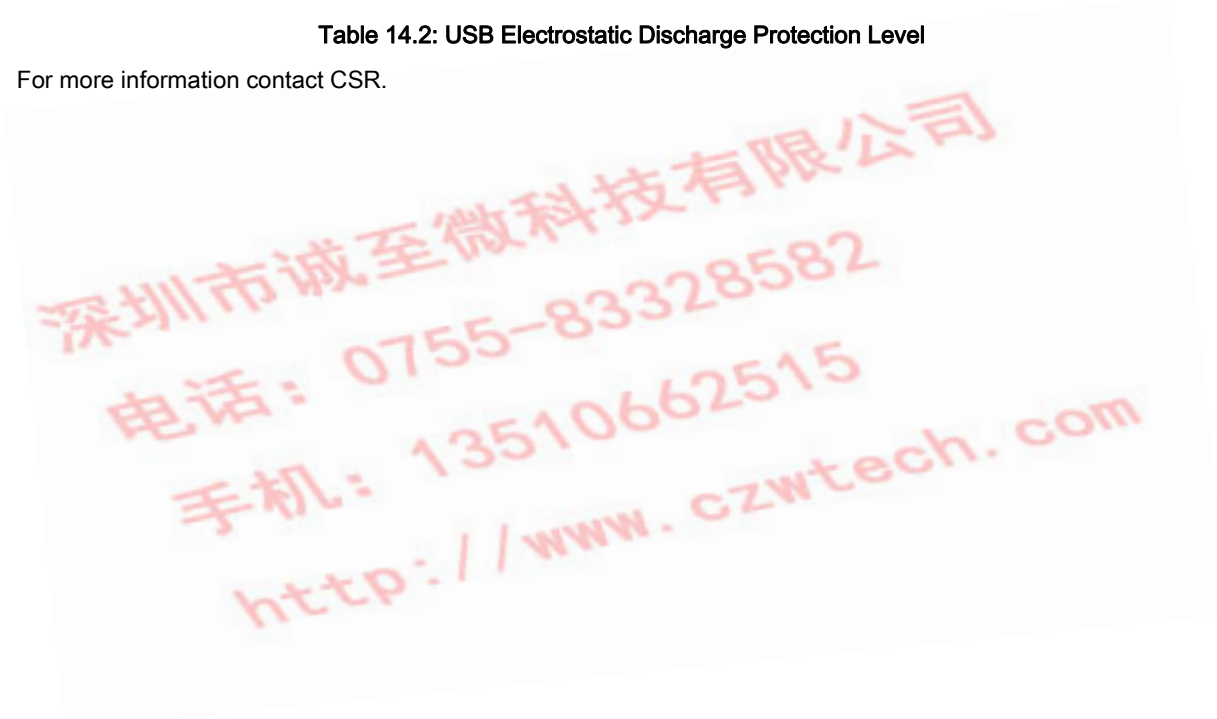 Table 14.2: USB Electrostatic Discharge Protection Level
For more information contact CSR.
深圳市诚至微科技有限公司
电话：0755-83328582
手机：13510662515
http://www.czwtech.com